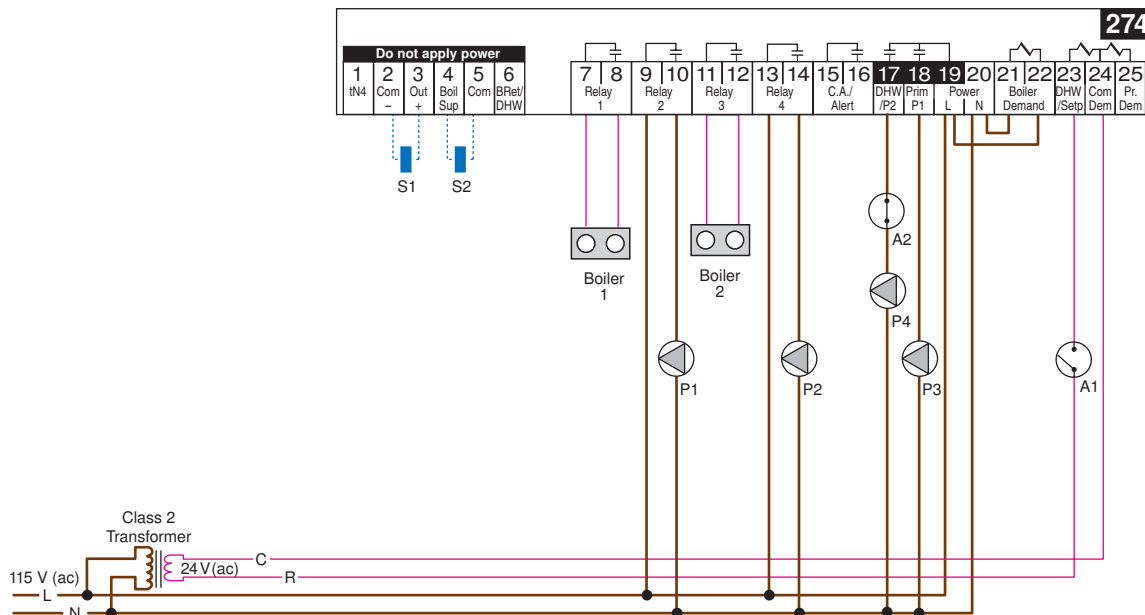 274
Do not apply power
1 2 3 4 5 6 7 8 9 10 11 12 13 14 15 16 17 18 19 20 21 22 23 24 25
tN4 Com Out Boil Com BRet/ Relay Relay Relay Relay C.A./ DHW Prim Power Boiler DHW Com Pr.
– + Sup DHW 1 2 3 4 Alert /P2 P1 L N Demand /Setp Dem Dem
S1 S2
A2
Boiler
1
Boiler
2
P4
P1 P2 P3 A1
Class 2
Transformer
C
24 V (ac)
R
115 V (ac)
L
N